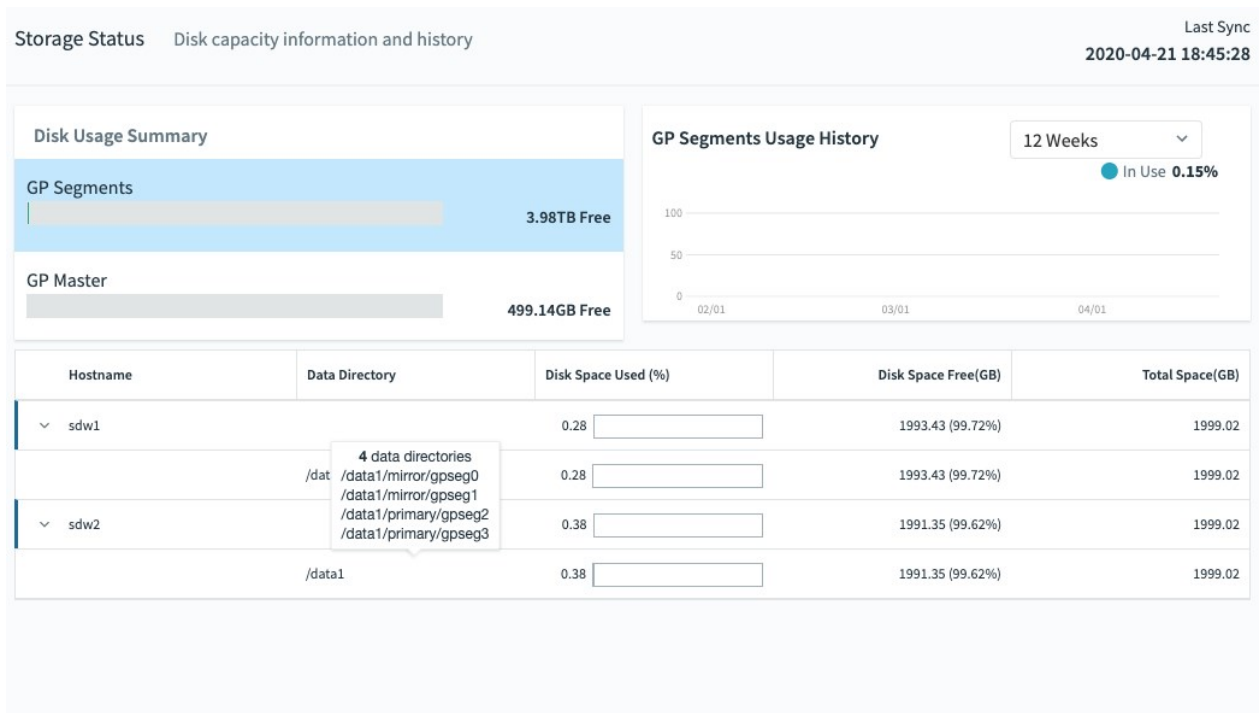 Storage Status Disk capacity information and history
Last Sync
2020-04-21 18:45:28
Disk Usage Summary
GP Segments
3.98TB Free
GP Master
499.14GB Free
GP Segments Usage History
12 Weeks
In Use 0.15%
100
50
0
02/01 03/01 04/01
Hostname Data Directory Disk Space Used (%) Disk Space Free(GB) Total Space(GB)
sdw1 0.28 1993.43 (99.72%) 1999.02
/dat 0.28 1993.43 (99.72%) 1999.02
4 data directories
/data1/mirror/gpseg0
/data1/mirror/gpseg1
/data1/primary/gpseg2
/data1/primary/gpseg3
sdw2 0.38 1991.35 (99.62%) 1999.02
/data1 0.38 1991.35 (99.62%) 1999.02